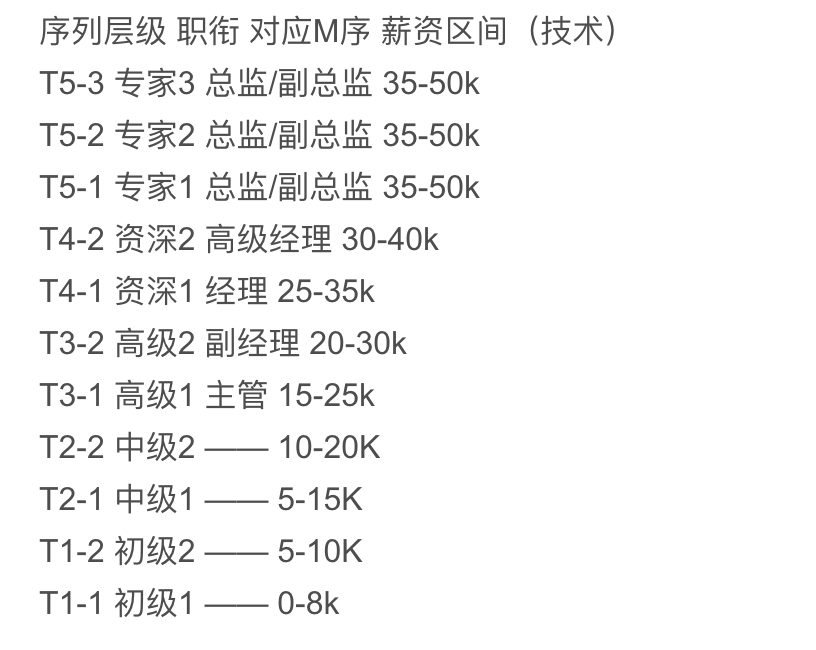 序列层级 职衔 对应M序 薪资区间（技术）
T5-3 专家3 总监/副总监 35-50k
T5-2 专家2 总监/副总监 35-50k
T5-1 专家1 总监/副总监 35-50k
T4-2 资深2 高级经理 30-40k
T4-1 资深1 经理 25-35k
T3-2 高级2 副经理 20-30k
T3-1 高级1 主管 15-25k
T2-2 中级2 —— 10-20K
T2-1 中级1 —— 5-15K
T1-2 初级2 —— 5-10K
T1-1 初级1 —— 0-8k